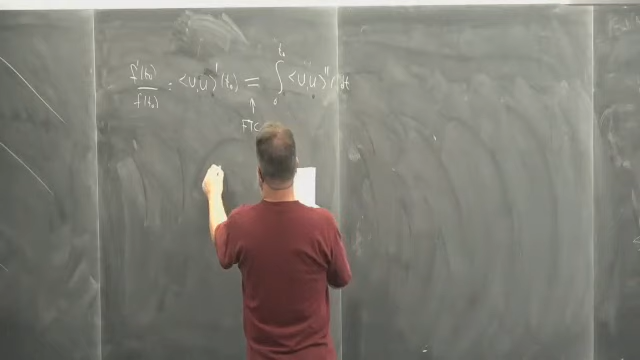 f'(t₀)/f(t₀) = <U,U>'(t₀) = ∫₀^t₀ <U,U>'' dt
↑
FTC